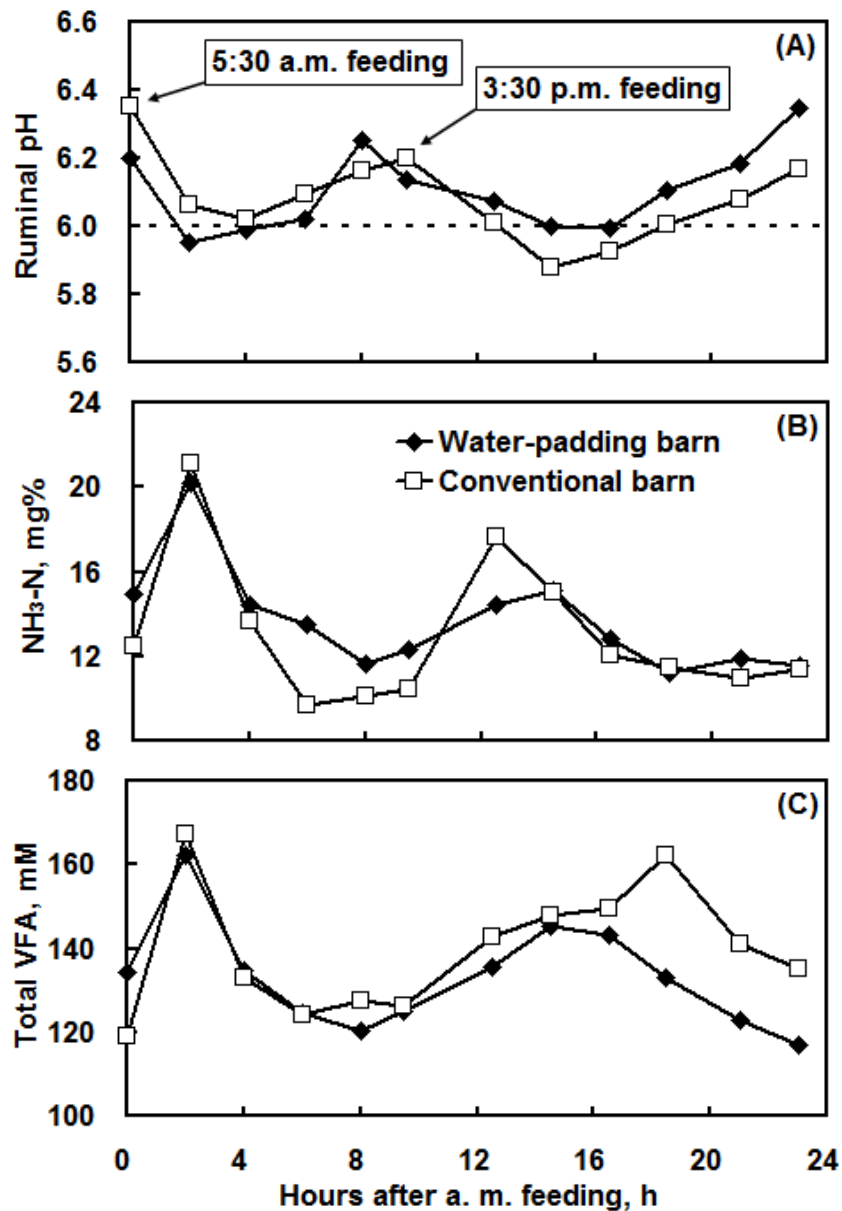 6.6
(A)
5:30 a.m. feeding
6.4
3:30 p.m. feeding
6.2
6.0
5.8
5.6
Ruminal pH
24
(B)
Water-padding barn
Conventional barn
20
16
12
8
NH₃-N, mg%
180
(C)
160
140
120
100
Total VFA, mM
0 4 8 12 16 20 24
Hours after a. m. feeding, h